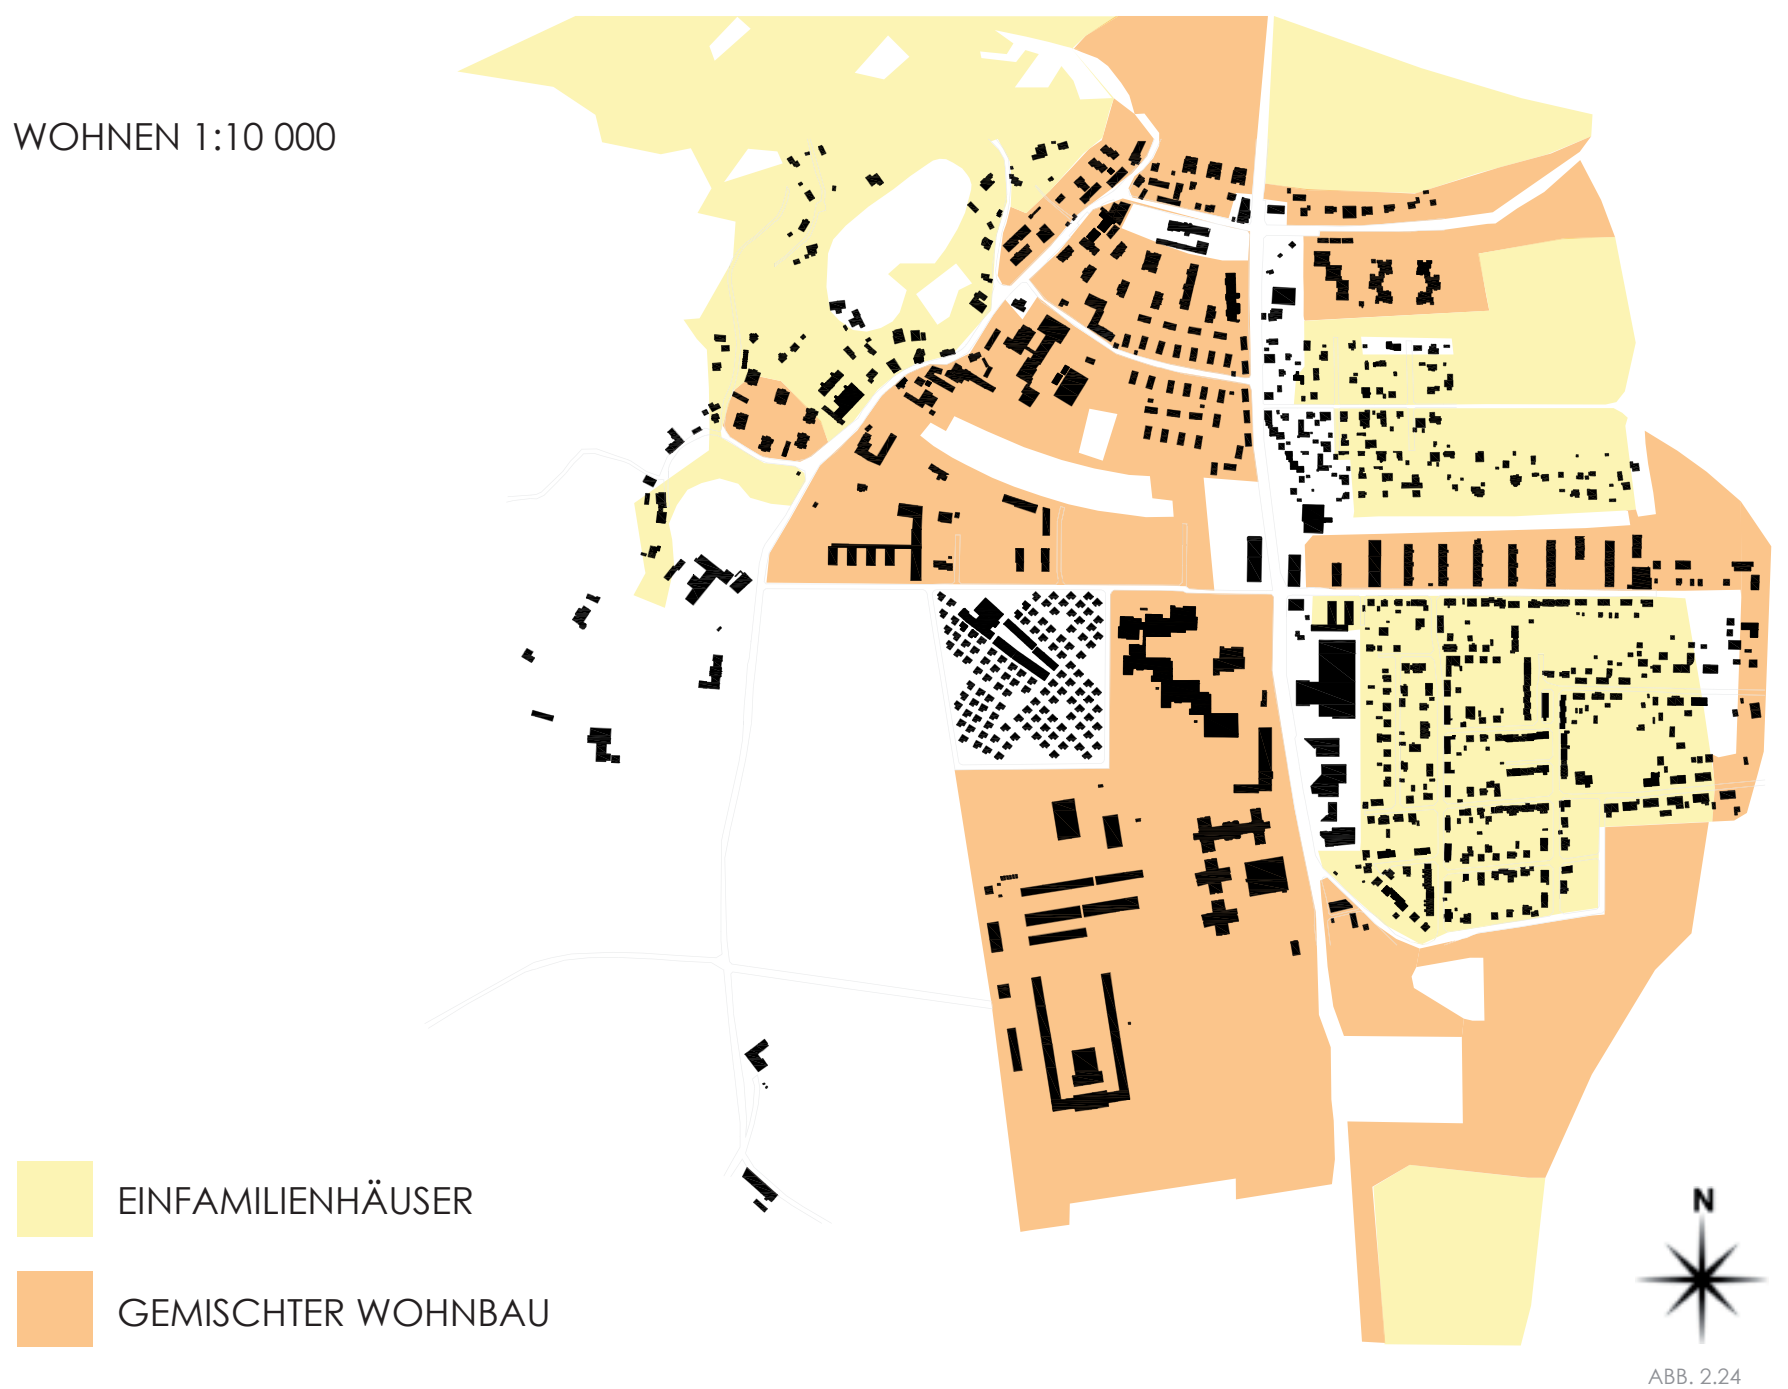 WOHNEN 1:10 000
EINFAMILIENHÄUSER
GEMISCHTER WOHNBAU
N
ABB. 2.24